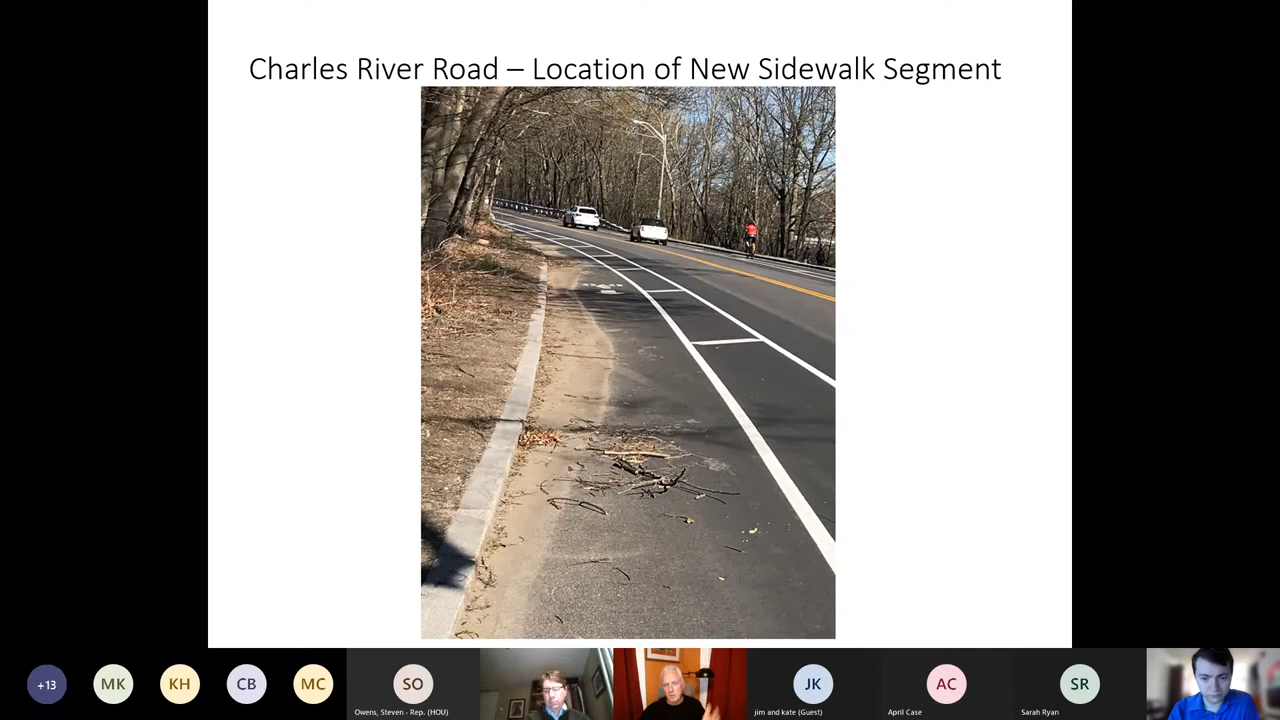 Charles River Road – Location of New Sidewalk Segment
+13
MK
KH
CB
MC
SO
JK
AC
SR
Owens, Steven - Rep. (HOU)
jim and kate (Guest)
April Case
Sarah Ryan